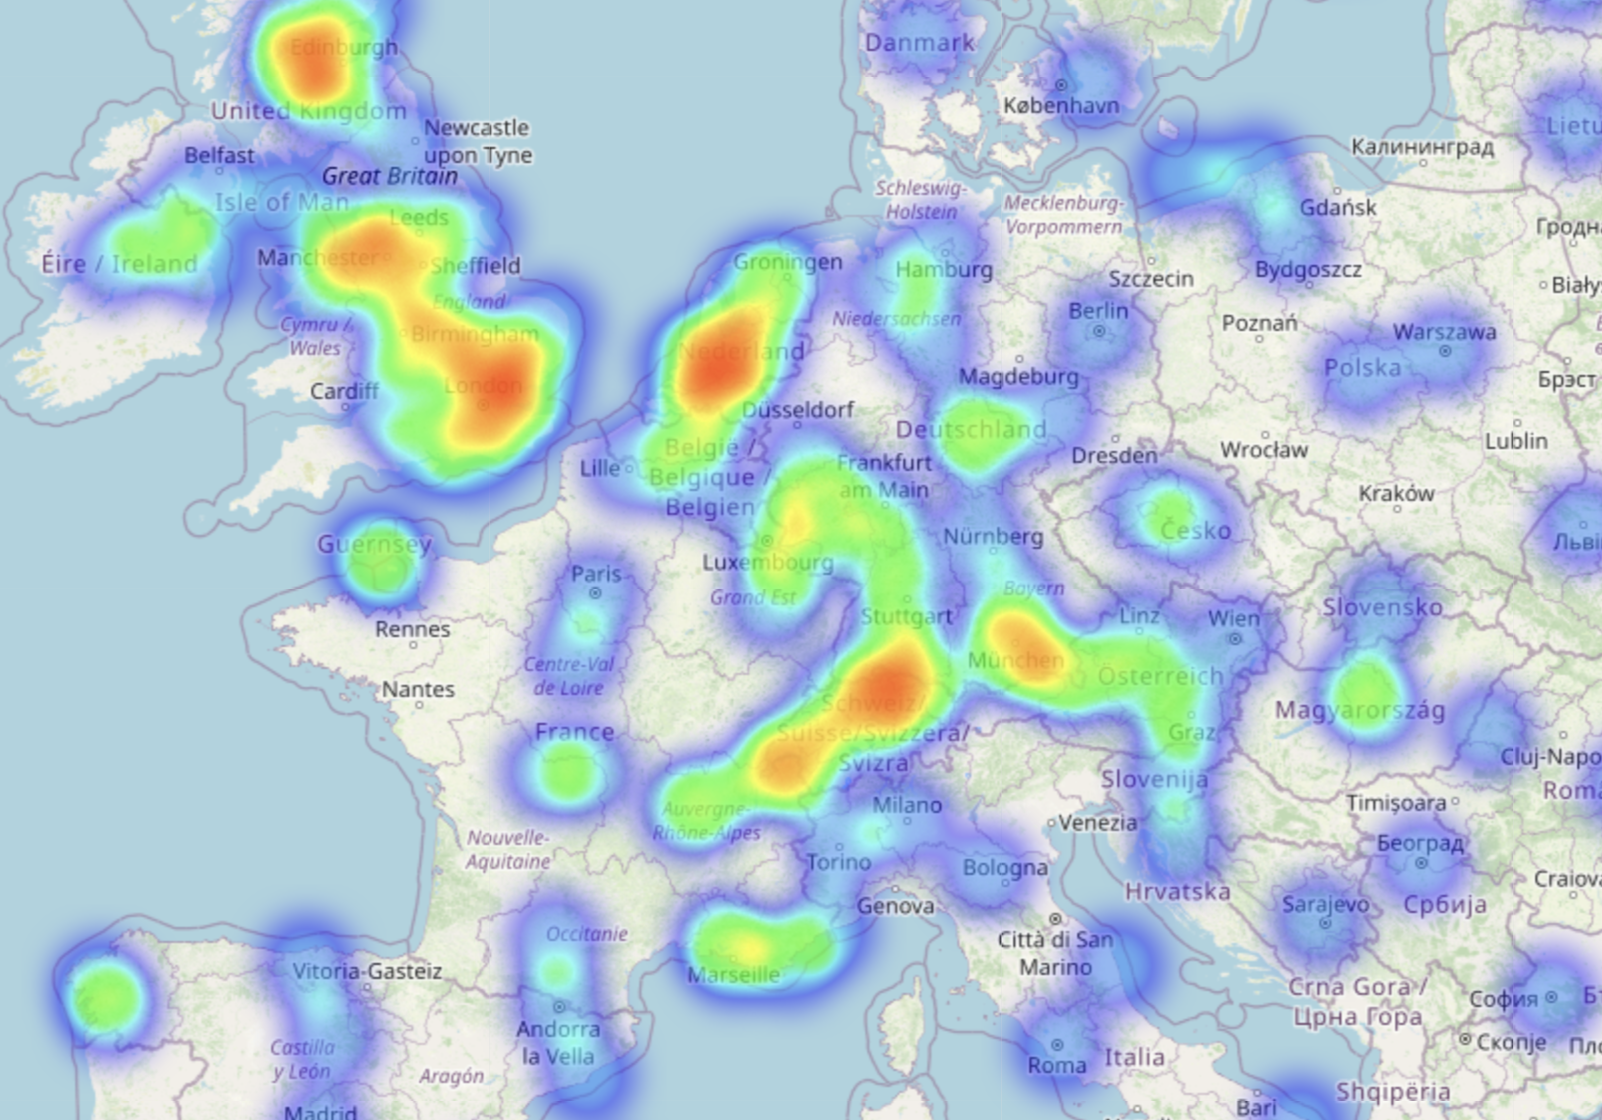 Edinburgh
Danmark
København
United Kingdom
Newcastle
upon Tyne
Lietu
Калининград
Belfast
Great Britain
Schleswig-
Holstein
Mecklenburg-
Vorpommern
Isle of Man
Leeds
Gdańsk
Гродн
Éire / Ireland
Manchester
Sheffield
Groningen
Hamburg
Szczecin
Bydgoszcz
Białys
England
Cymru /
Wales
Birmingham
Niedersachsen
Berlin
Poznań
Warszawa
Nederland
Polska
Cardiff
London
Magdeburg
Брэст
Düsseldorf
Deutschland
België /
Belgique /
Belgien
Lille
Frankfurt
am Main
Dresden
Wrocław
Lublin
Kraków
Guernsey
Luxembourg
Nürnberg
Česko
Льві
Paris
Grand Est
Bayern
Rennes
Stuttgart
Linz
Wien
Slovensko
Centre-Val
de Loire
München
Österreich
Nantes
Schweiz/
Suisse/Svizzera/
Svizra
Magyarország
France
Graz
Cluj-Napo
Slovenija
Româ
Auvergne-
Rhône-Alpes
Milano
Timișoara
Venezia
Nouvelle-
Aquitaine
Torino
Bologna
Београд
Hrvatska
Craiova
Genova
Sarajevo
Србија
Occitanie
Città di San
Marino
Vitoria-Gasteiz
Marseille
Crna Gora /
Црна Гора
София
Andorra
la Vella
Castilla
y León
Aragón
Roma
Italia
Скопје
Shqipëria
Madrid
Bari